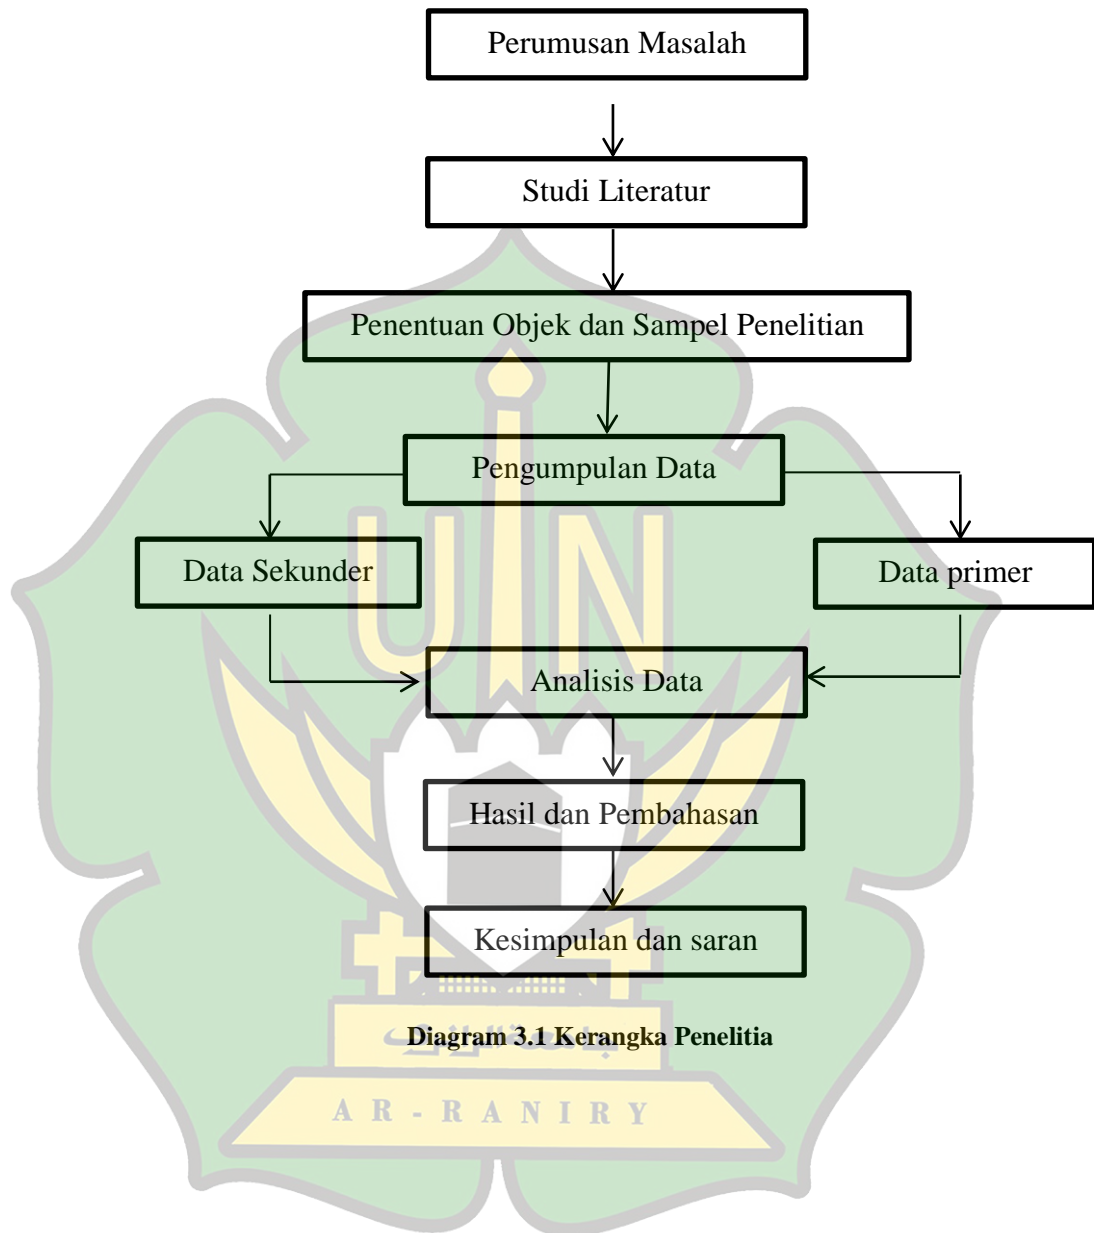 Perumusan Masalah
Studi Literatur
Penentuan Objek dan Sampel Penelitian
Pengumpulan Data
UIN
Data Sekunder
Data primer
Analisis Data
Hasil dan Pembahasan
Kesimpulan dan saran
Diagram 3.1 Kerangka Penelitia
AR-RANIRY